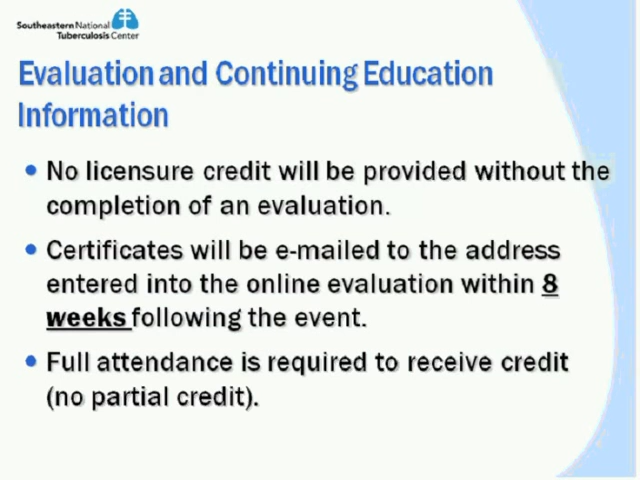 Southeastern National
Tuberculosis Center
Evaluation and Continuing Education
Information
• No licensure credit will be provided without the
completion of an evaluation.
• Certificates will be e-mailed to the address
entered into the online evaluation within 8
weeks following the event.
• Full attendance is required to receive credit
(no partial credit).